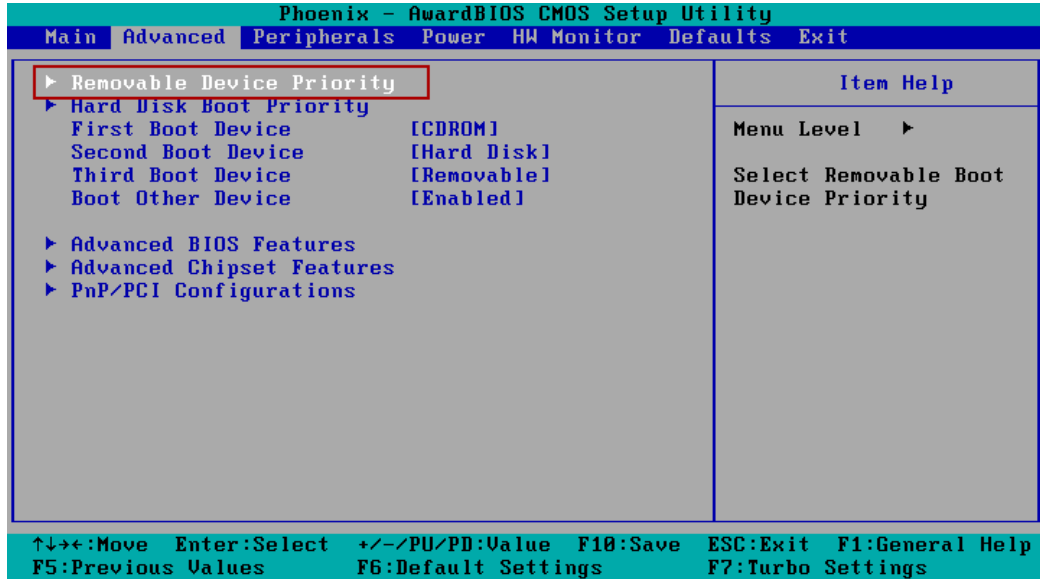 Phoenix - AwardBIOS CMOS Setup Utility
Main Advanced Peripherals Power HW Monitor Defaults Exit
▶ Removable Device Priority
▶ Hard Disk Boot Priority
First Boot Device [CDROM]
Second Boot Device [Hard Disk]
Third Boot Device [Removable]
Boot Other Device [Enabled]
▶ Advanced BIOS Features
▶ Advanced Chipset Features
▶ PnP/PCI Configurations
Item Help
Menu Level ▶
Select Removable Boot
Device Priority
↑↓→←:Move Enter:Select +/-/PU/PD:Value F10:Save ESC:Exit F1:General Help
F5:Previous Values F6:Default Settings F7:Turbo Settings